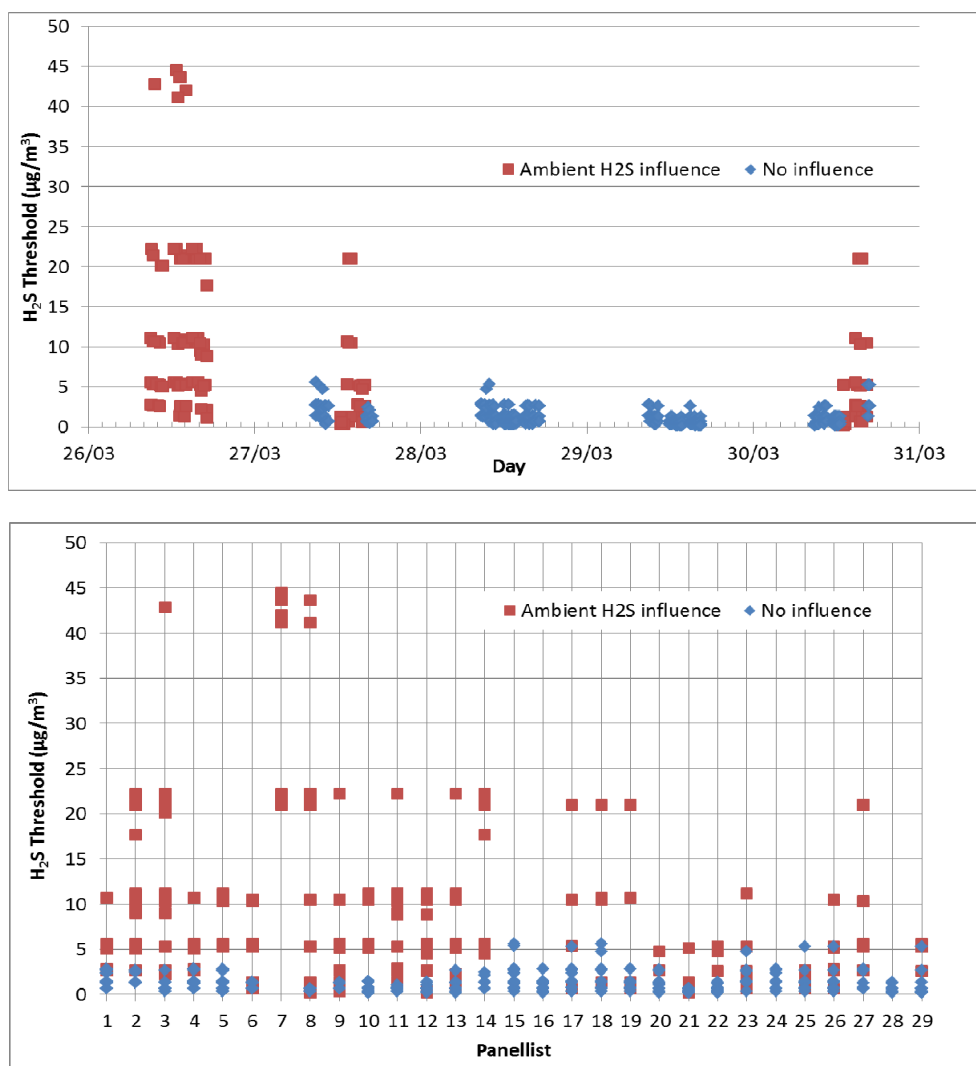 50
45
40
35
30
25
20
15
10
5
0
H₂S Threshold (µg/m³)
Ambient H2S influence No influence
26/03 27/03 28/03 29/03 30/03 31/03
Day
50
45
40
35
30
25
20
15
10
5
0
H₂S Threshold (µg/m³)
Ambient H2S influence No influence
1 2 3 4 5 6 7 8 9 10 11 12 13 14 15 16 17 18 19 20 21 22 23 24 25 26 27 28 29
Panellist